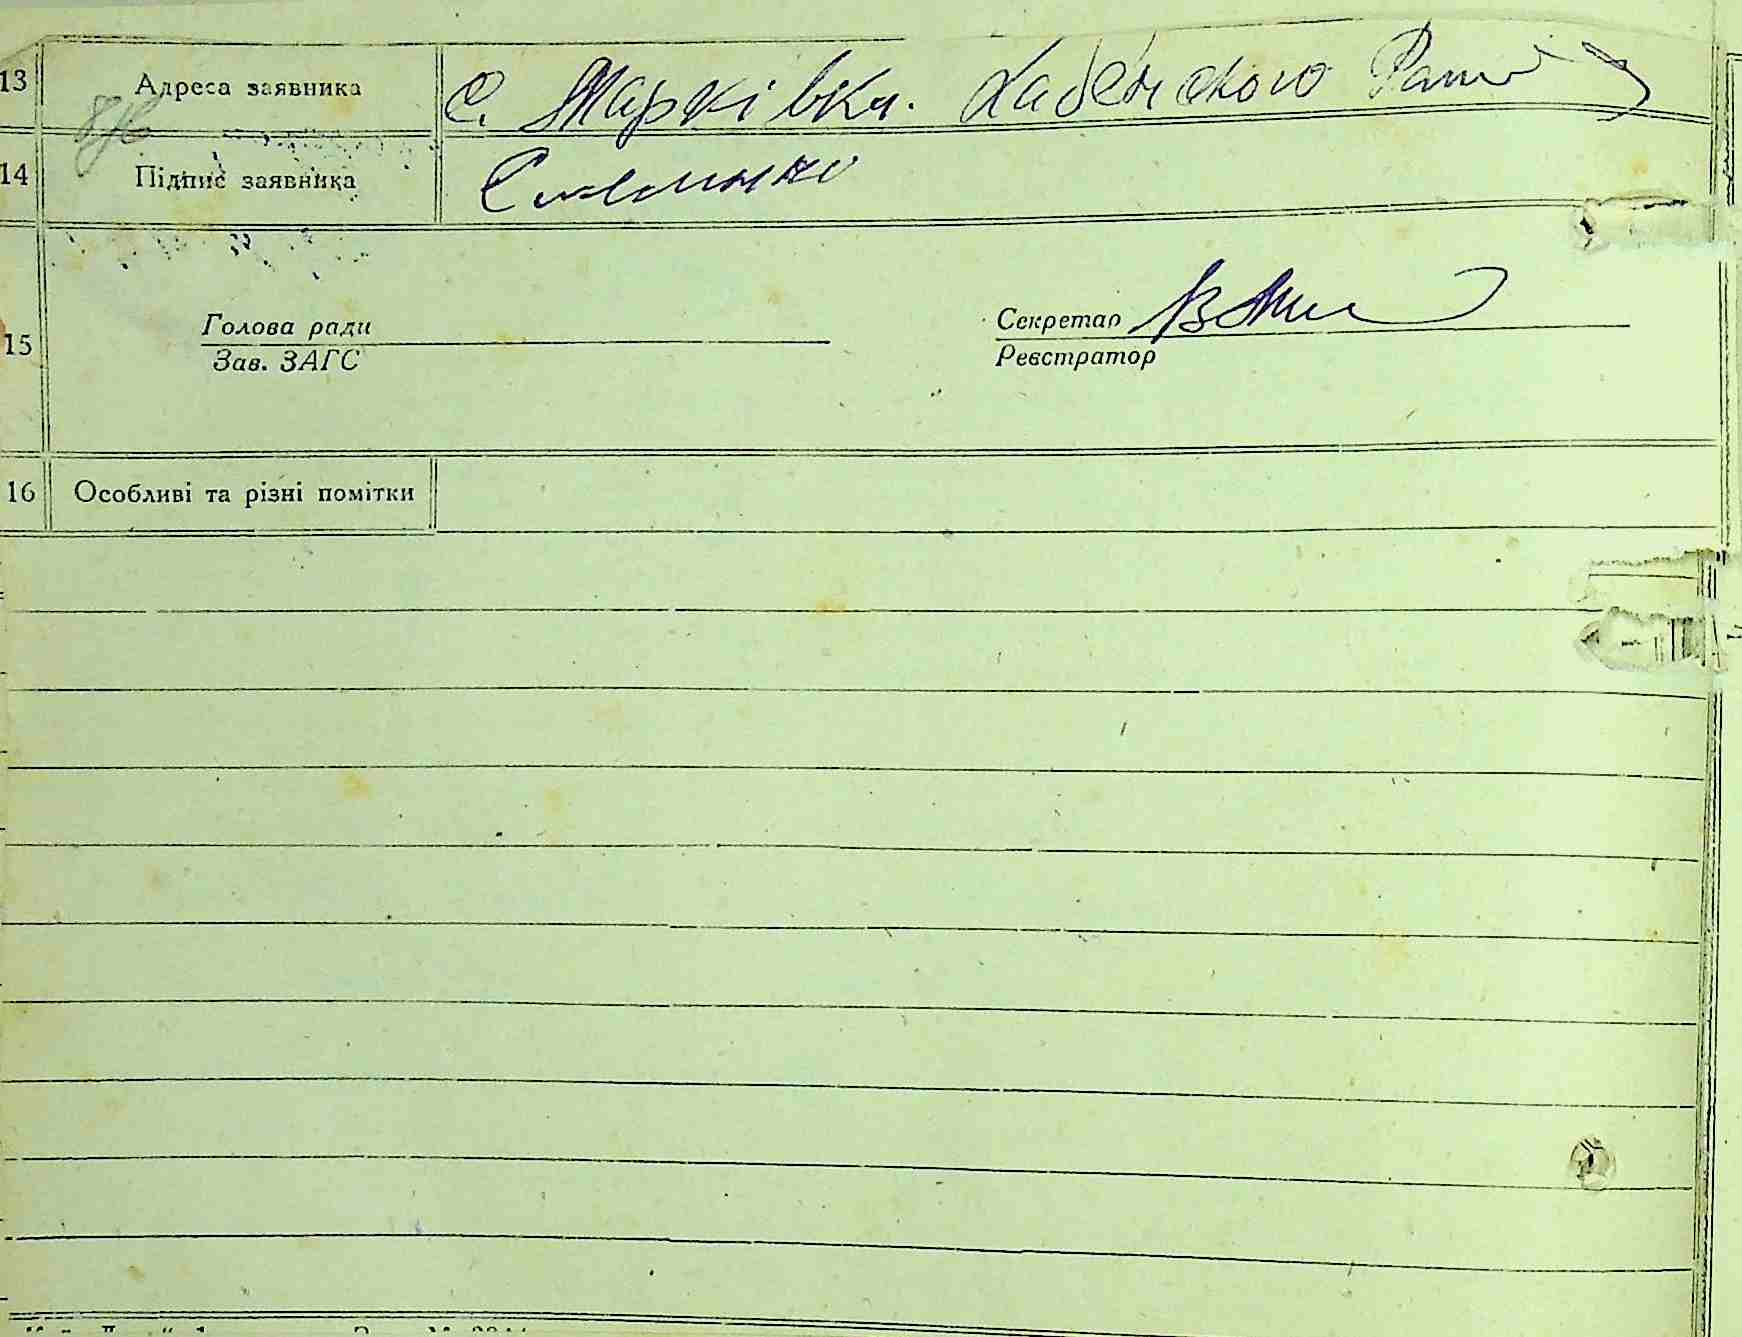 13 Адреса заявника С. Марківка. Хабенского Району
14 Підпис заявника
15 Голова ради Секретар
Зав. ЗАГС Реєстратор
16 Особливі та різні помітки